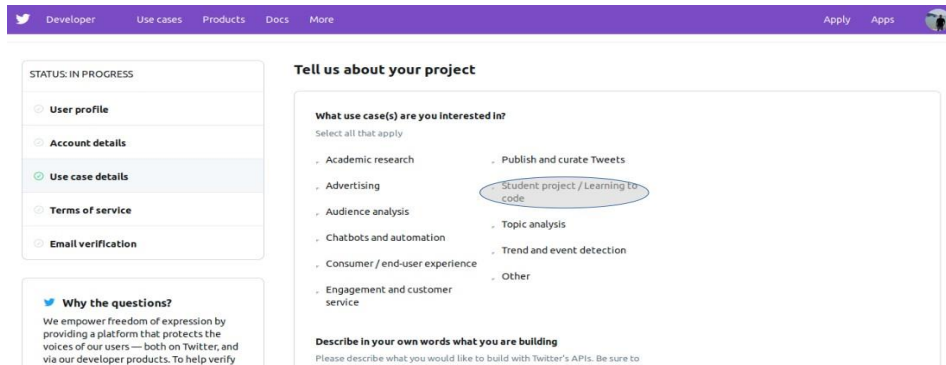 Developer Use cases Products Docs More Apply Apps
STATUS: IN PROGRESS
User profile
Account details
Use case details
Terms of service
Email verification
Why the questions?
We empower freedom of expression by
providing a platform that protects the
voices of our users — both on Twitter, and
via our developer products. To help verify
Tell us about your project
What use case(s) are you interested in?
Select all that apply
Academic research
Advertising
Audience analysis
Chatbots and automation
Consumer / end-user experience
Engagement and customer
service
Publish and curate Tweets
Student project / Learning to
code
Topic analysis
Trend and event detection
Other
Describe in your own words what you are building
Please describe what you would like to build with Twitter's APIs. Be sure to